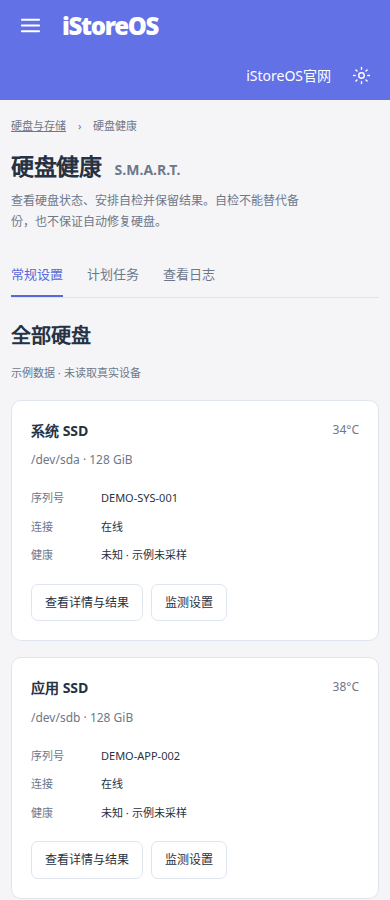 iStoreOS
iStoreOS官网
硬盘与存储 › 硬盘健康
硬盘健康 S.M.A.R.T.
查看硬盘状态、安排自检并保留结果。自检不能替代备
份，也不保证自动修复硬盘。
常规设置 计划任务 查看日志
全部硬盘
示例数据 · 未读取真实设备
系统 SSD 34°C
/dev/sda · 128 GiB
序列号 DEMO-SYS-001
连接 在线
健康 未知 · 示例未采样
查看详情与结果 监测设置
应用 SSD 38°C
/dev/sdb · 128 GiB
序列号 DEMO-APP-002
连接 在线
健康 未知 · 示例未采样
查看详情与结果 监测设置